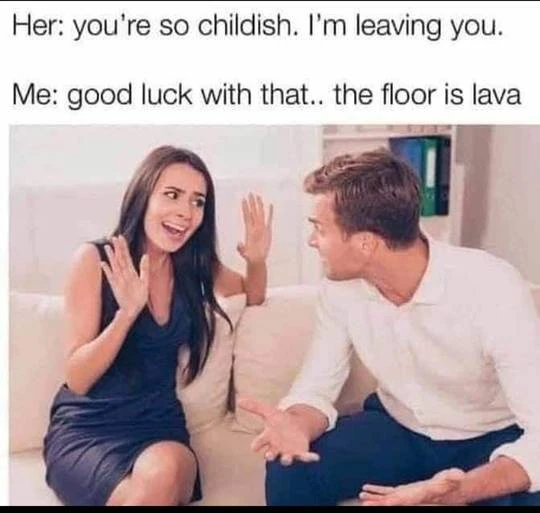 Her: you're so childish. I'm leaving you.
Me: good luck with that.. the floor is lava